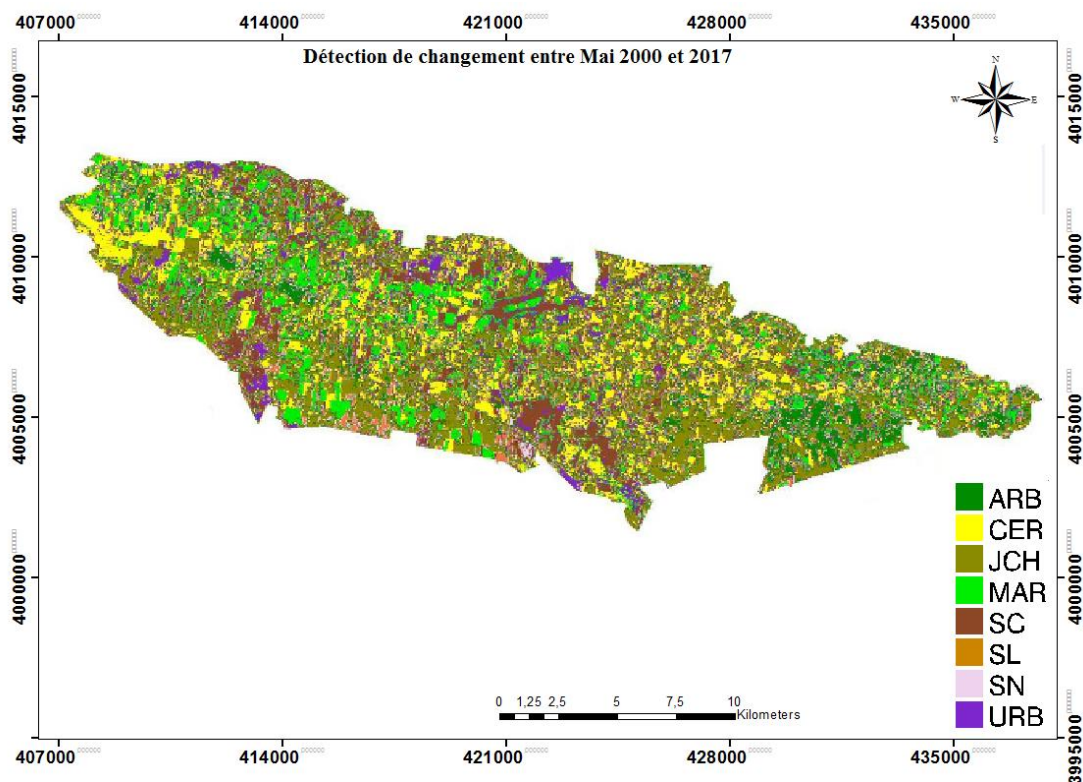 407000 414000 421000 428000 435000
Détection de changement entre Mai 2000 et 2017
N
W E
S
4015000 4015000
4010000 4010000
4005000 4005000
4000000 4000000
3995000
ARB
CER
JCH
MAR
SC
SL
SN
URB
0 1,25 2,5 5 7,5 10
Kilometers
407000 414000 421000 428000 435000